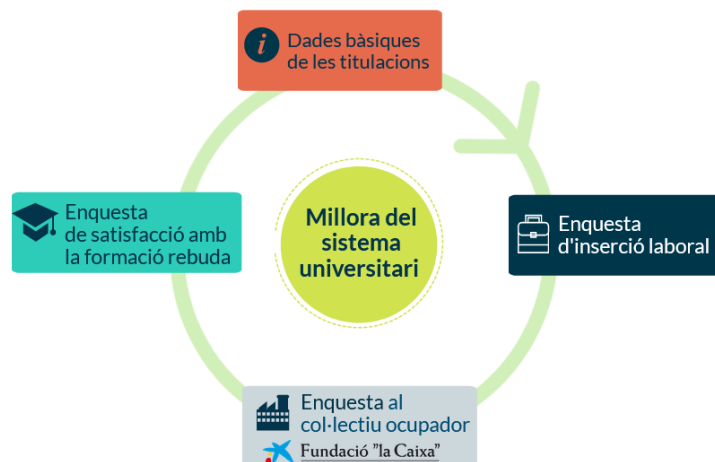 Dades bàsiques
de les titulacions
Enquesta
de satisfacció amb
la formació rebuda
Millora del
sistema
universitari
Enquesta
d'inserció laboral
Enquesta al
col·lectiu ocupador
Fundació "la Caixa"